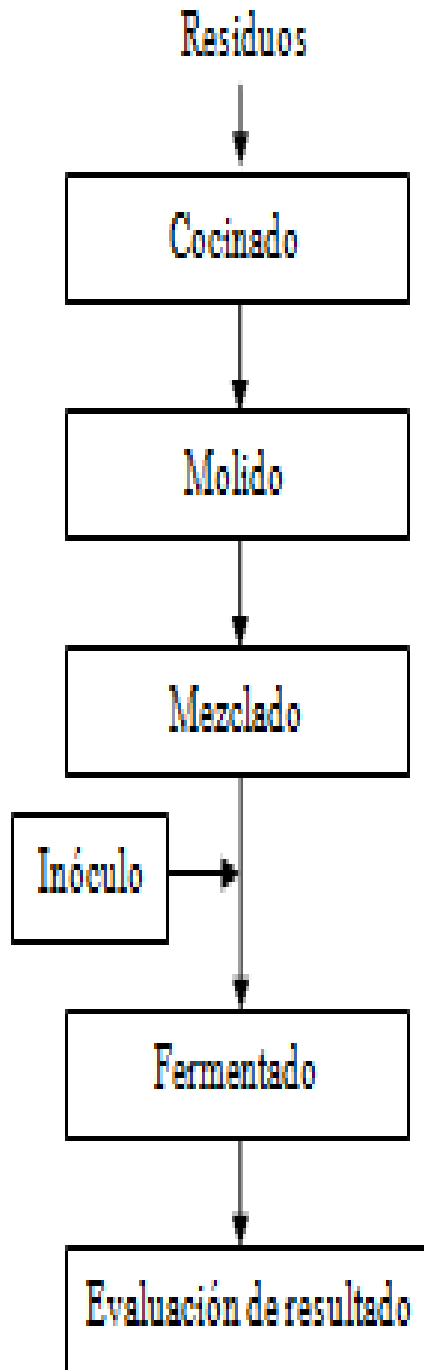 Residuos
Cocinado
Molido
Mezclado
Inóculo
Fermentado
Evaluación de resultado